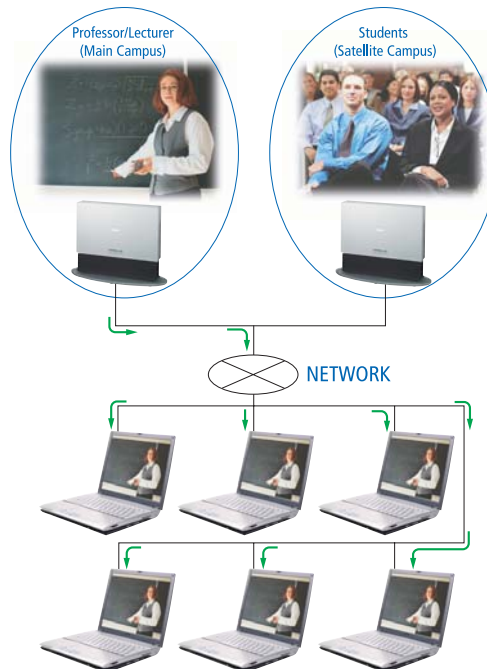 Professor/Lecturer
(Main Campus)
Students
(Satellite Campus)
NETWORK